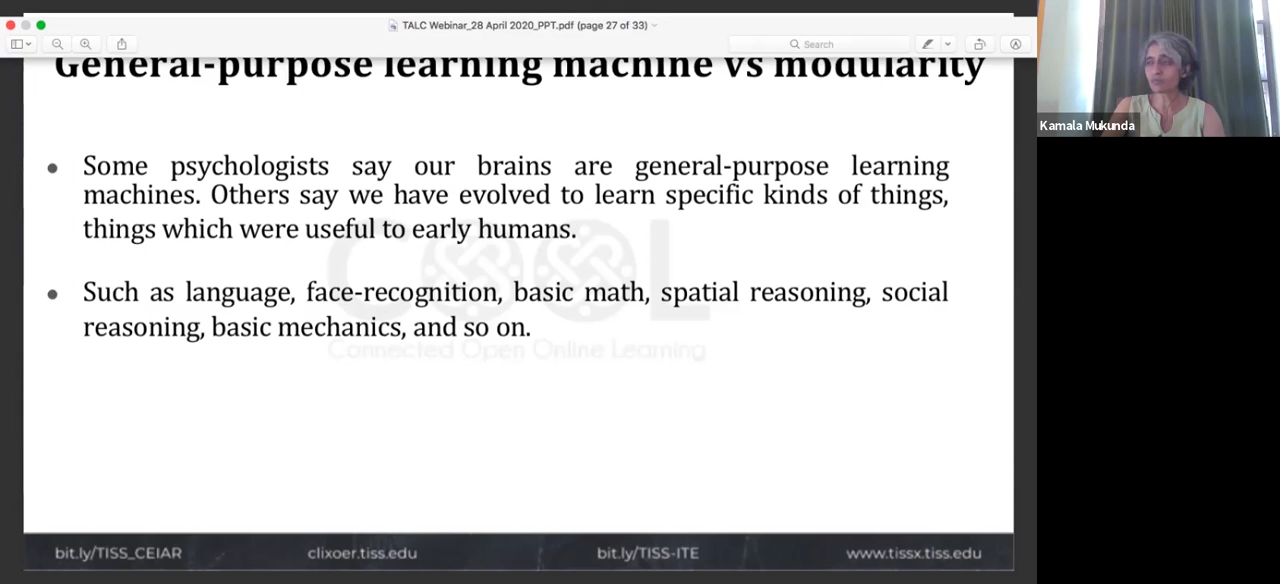 TALC Webinar_28 April 2020_PPT.pdf (page 27 of 33)
Search
General-purpose learning machine vs modularity
Kamala Mukunda
Some psychologists say our brains are general-purpose learning
machines. Others say we have evolved to learn specific kinds of things,
things which were useful to early humans.
Such as language, face-recognition, basic math, spatial reasoning, social
reasoning, basic mechanics, and so on.
COOL
Connected Open Online Learning
bit.ly/TISS_CEIAR clixoer.tiss.edu bit.ly/TISS-ITE www.tissx.tiss.edu